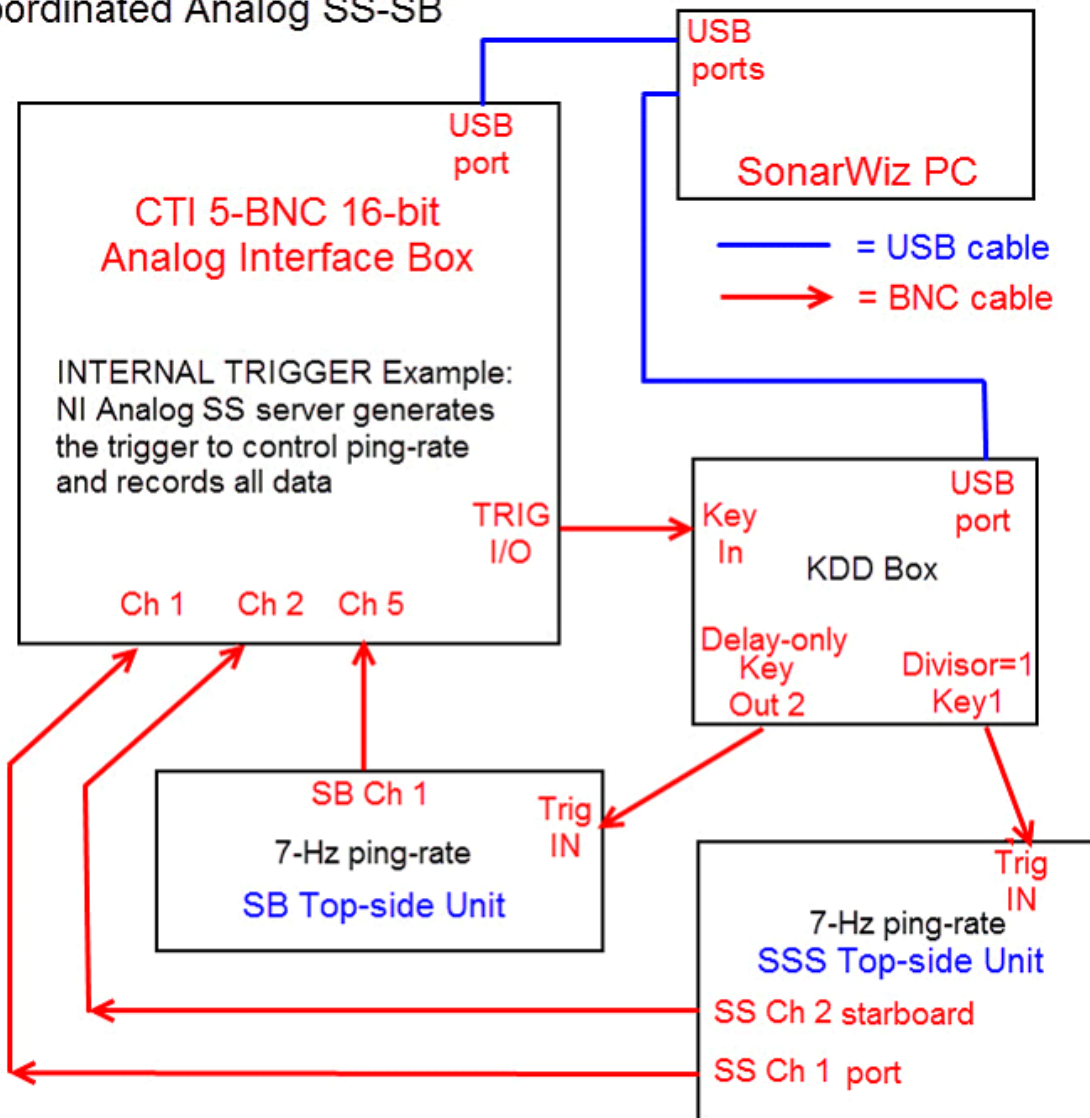 oordinated Analog SS-SB
USB
ports
SonarWiz PC
USB
port
CTI 5-BNC 16-bit
Analog Interface Box
= USB cable
= BNC cable
INTERNAL TRIGGER Example:
NI Analog SS server generates
the trigger to control ping-rate
and records all data
TRIG
I/O
Ch 1 Ch 2 Ch 5
Key
In
USB
port
KDD Box
Delay-only
Key
Out 2
Divisor=1
Key1
SB Ch 1
Trig
IN
7-Hz ping-rate
SB Top-side Unit
Trig
IN
7-Hz ping-rate
SSS Top-side Unit
SS Ch 2 starboard
SS Ch 1 port